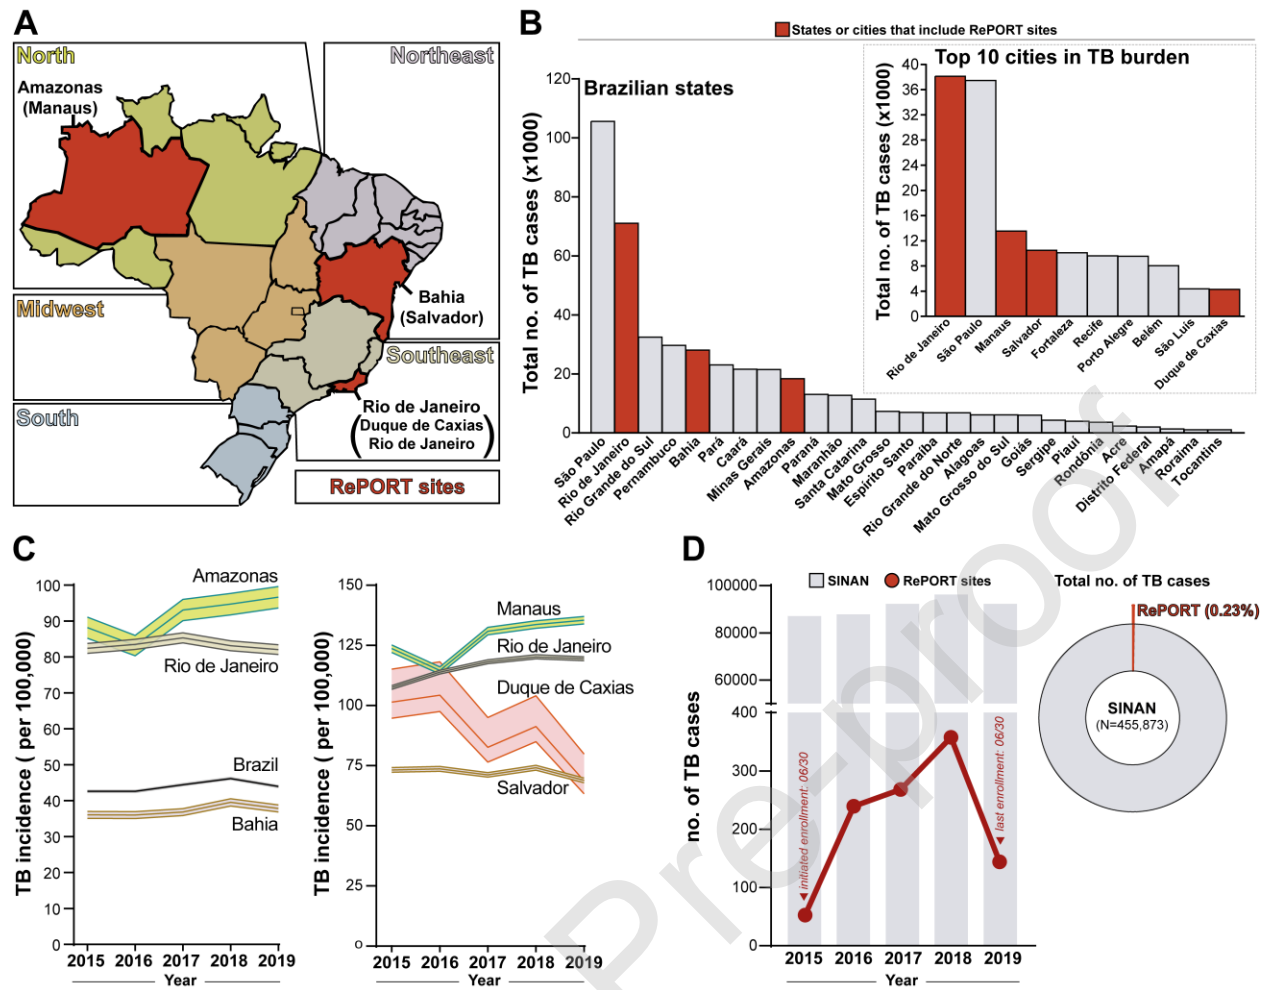 A
North
Northeast
Amazonas
(Manaus)
Midwest
Bahia
(Salvador)
Southeast
South
Rio de Janeiro
(Duque de Caxias)
Rio de Janeiro
RePORT sites
B
States or cities that include RePORT sites
Brazilian states
Total no. of TB cases (x1000)
120
100
80
60
40
20
0
São Paulo
Rio de Janeiro
Rio Grande do Sul
Pernambuco
Bahia
Pará
Caará
Minas Gerais
Amazonas
Paraná
Maranhão
Santa Catarina
Mato Grosso
Espírito Santo
Paraíba
Rio Grande do Norte
Alagoas
Mato Grosso do Sul
Goiás
Sergipe
Piauí
Rondônia
Acre
Distrito Federal
Amapá
Roraima
Tocantins
Top 10 cities in TB burden
Total no. of TB cases (x1000)
40
36
32
28
24
20
16
12
8
4
0
Rio de Janeiro
São Paulo
Manaus
Salvador
Fortaleza
Recife
Porto Alegre
Belém
São Luis
Duque de Caxias
C
TB incidence ( per 100,000)
100
90
80
70
60
50
40
30
20
10
0
Amazonas
Rio de Janeiro
Brazil
Bahia
2015 2016 2017 2018 2019
Year
TB incidence ( per 100,000)
150
125
100
75
50
25
0
Manaus
Rio de Janeiro
Duque de Caxias
Salvador
2015 2016 2017 2018 2019
Year
D
SINAN RePORT sites
no. of TB cases
100000
80000
60000
400
300
200
100
0
initiated enrollment: 06/30
last enrollment: 06/30
2015 2016 2017 2018 2019
Year
Total no. of TB cases
RePORT (0.23%)
SINAN
(N=455,873)
Pre-proof